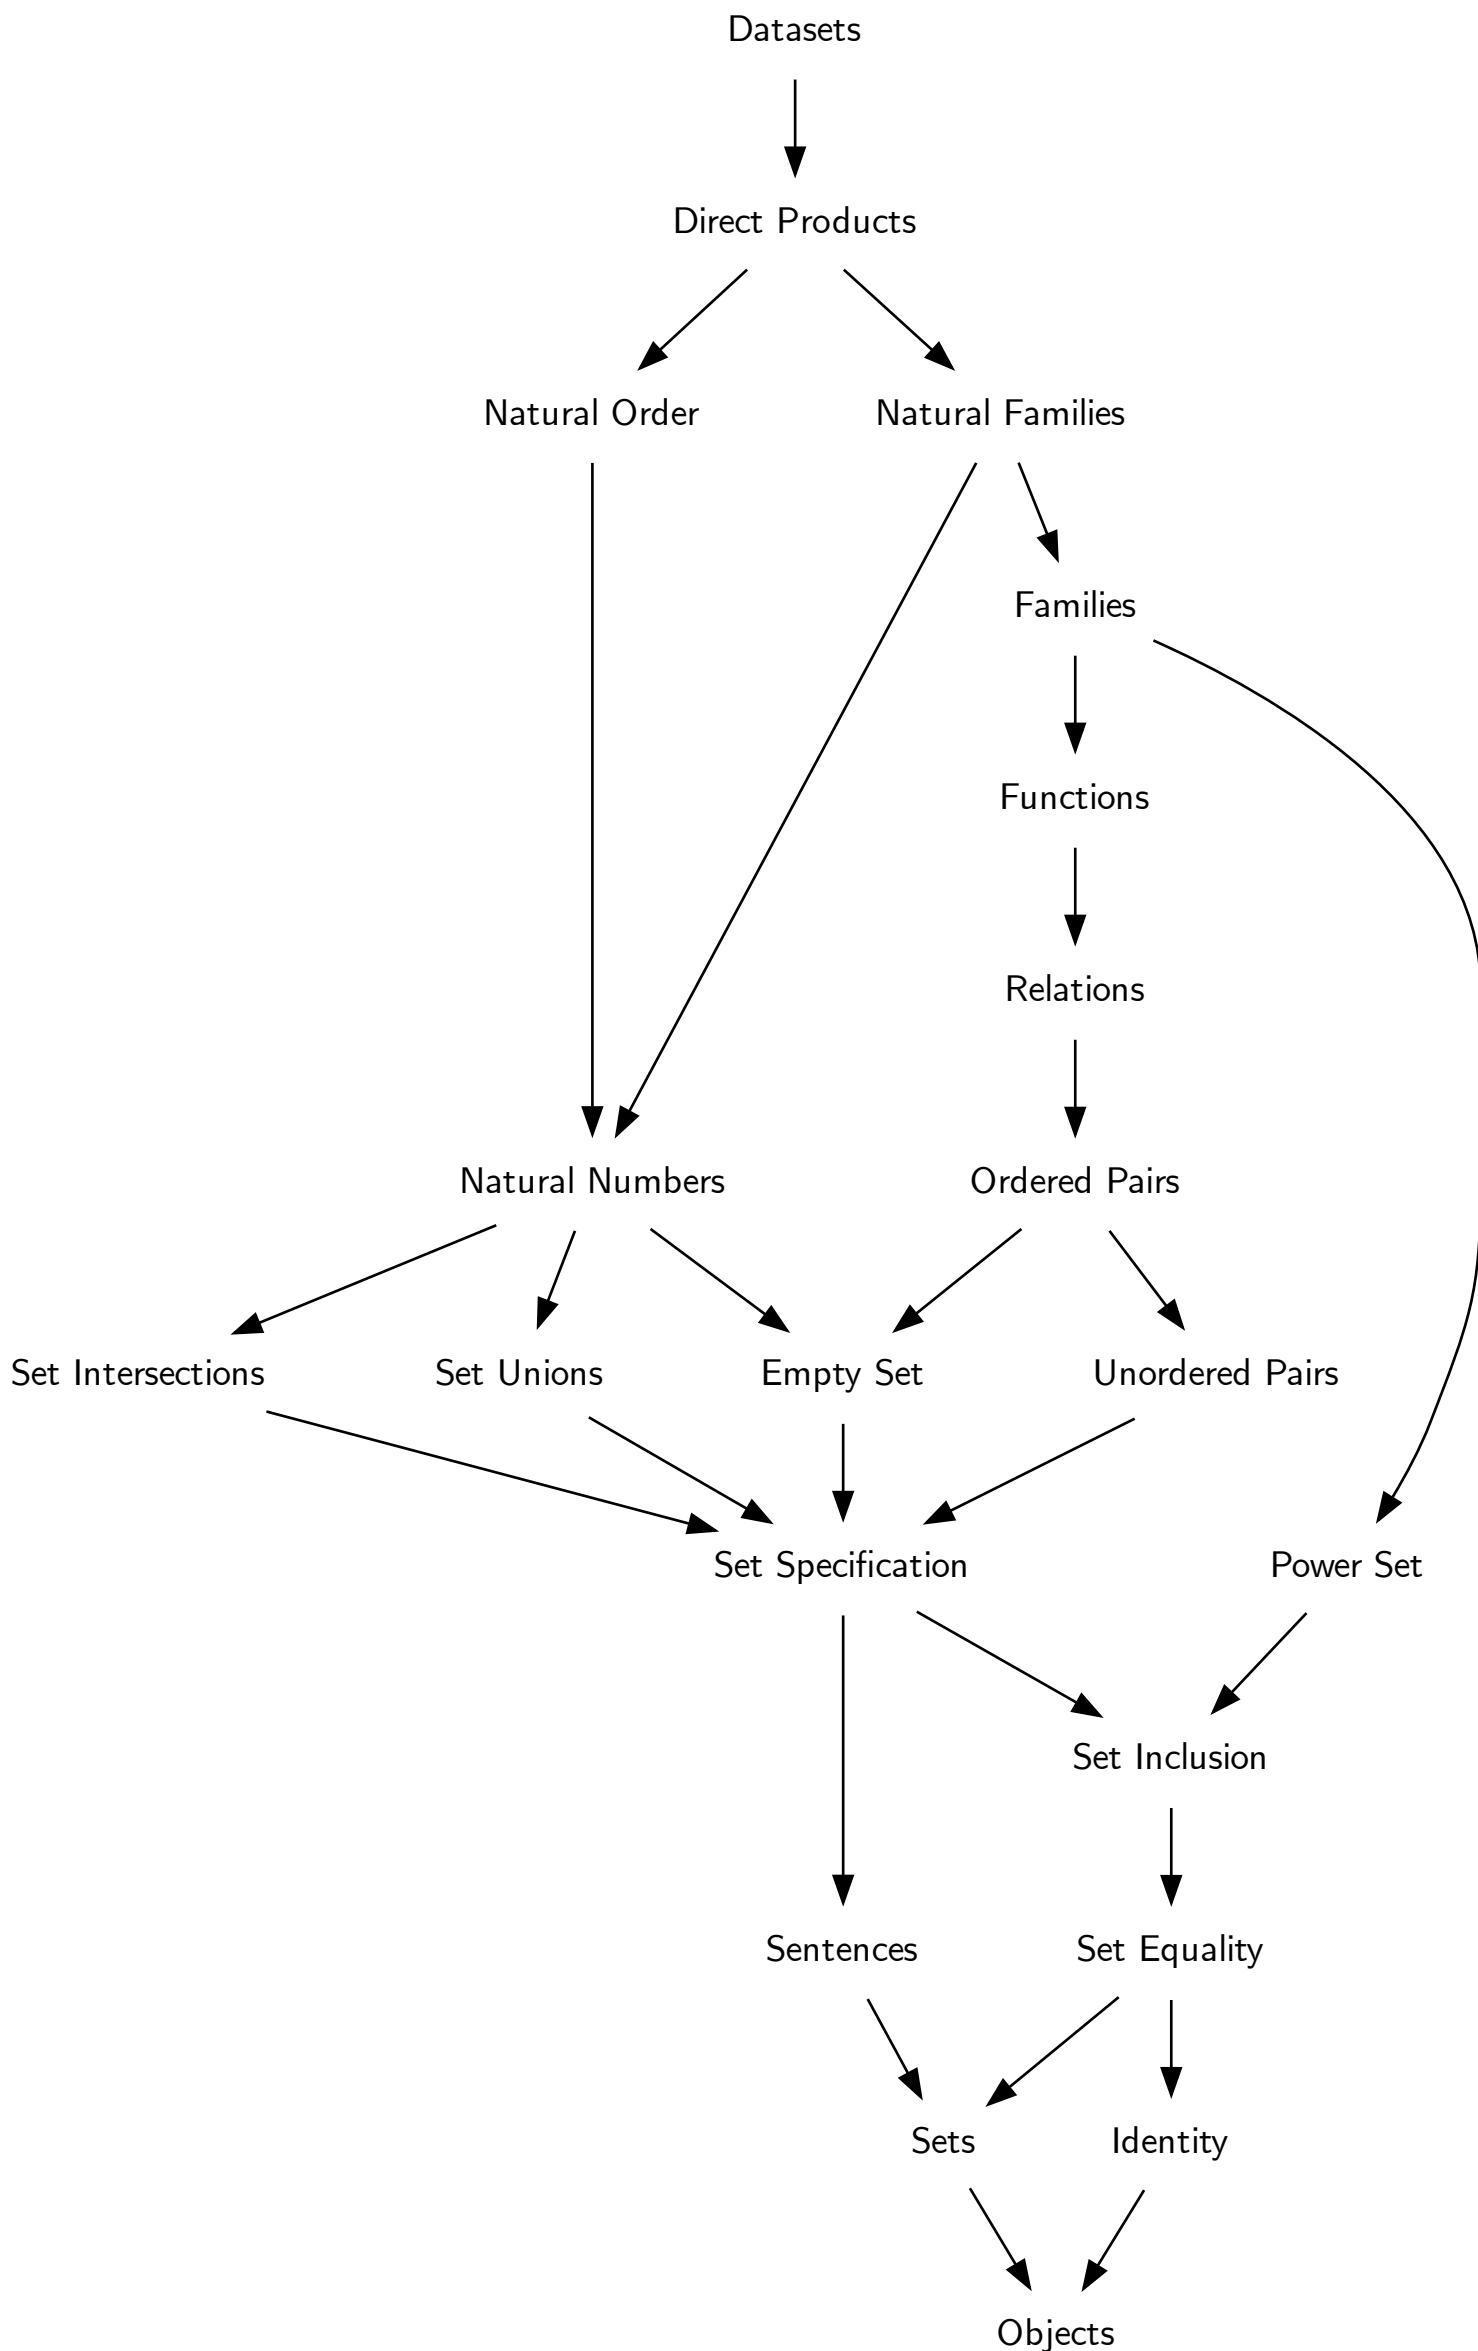 Datasets
Direct Products
Natural Order
Natural Families
Families
Functions
Relations
Natural Numbers
Ordered Pairs
Set Intersections
Set Unions
Empty Set
Unordered Pairs
Set Specification
Power Set
Set Inclusion
Sentences
Set Equality
Sets
Identity
Objects